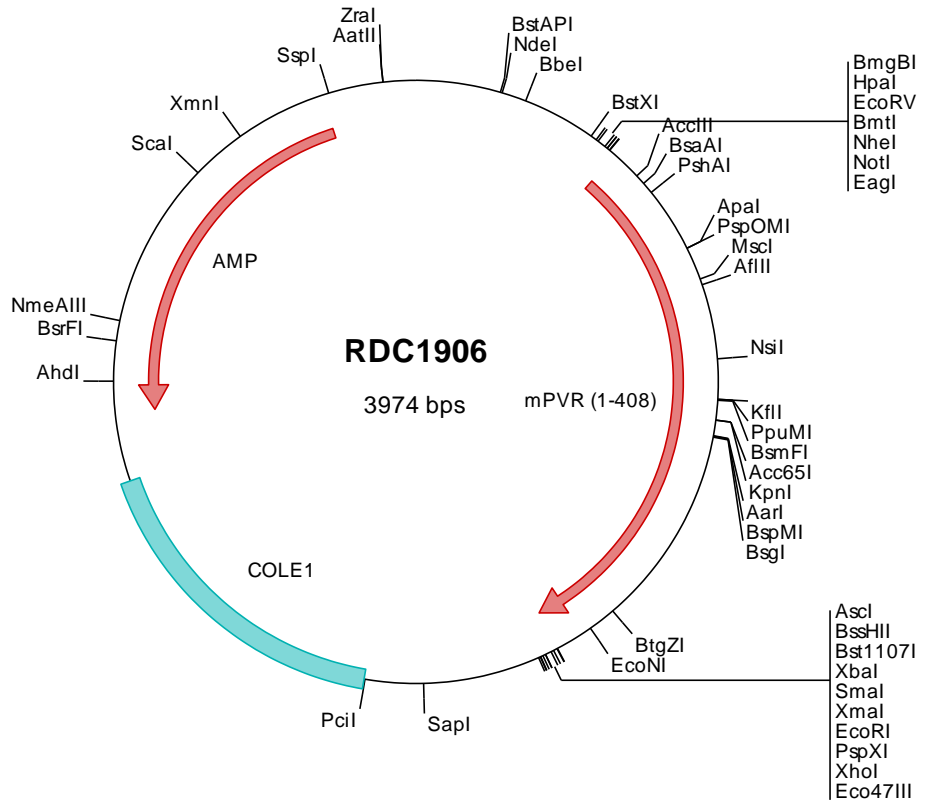 ZraI
AatII
SspI
XmnI
ScaI
NmeAIII
BsrFI
AhdI
AMP
BstAPI
NdeI
BbeI
BstXI
BmgBI
HpaI
EcoRV
BmtI
NheI
NotI
EagI
AccIII
BsaAI
PshAI
ApaI
PspOMI
MscI
AflII
NsiI
RDC1906
3974 bps
mPVR (1-408)
KflI
PpuMI
BsmFI
Acc65I
KpnI
AarI
BspMI
BsgI
COLE1
BtgZI
EcoNI
AscI
BssHII
Bst1107I
XbaI
SmaI
XmaI
EcoRI
PspXI
XhoI
Eco47III
PciI
SapI